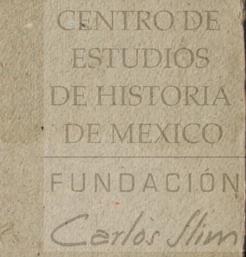 CENTRO DE
ESTUDIOS
DE HISTORIA
DE MEXICO
FUNDACIÓN
Carlos Slim